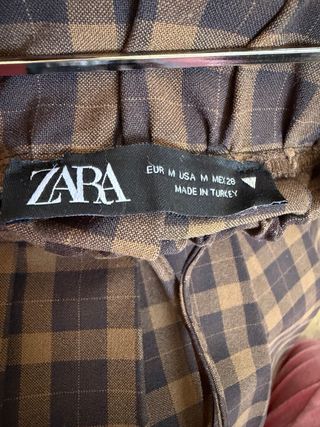 ZARA
EUR M USA M MEX 28
MADE IN TURKEY